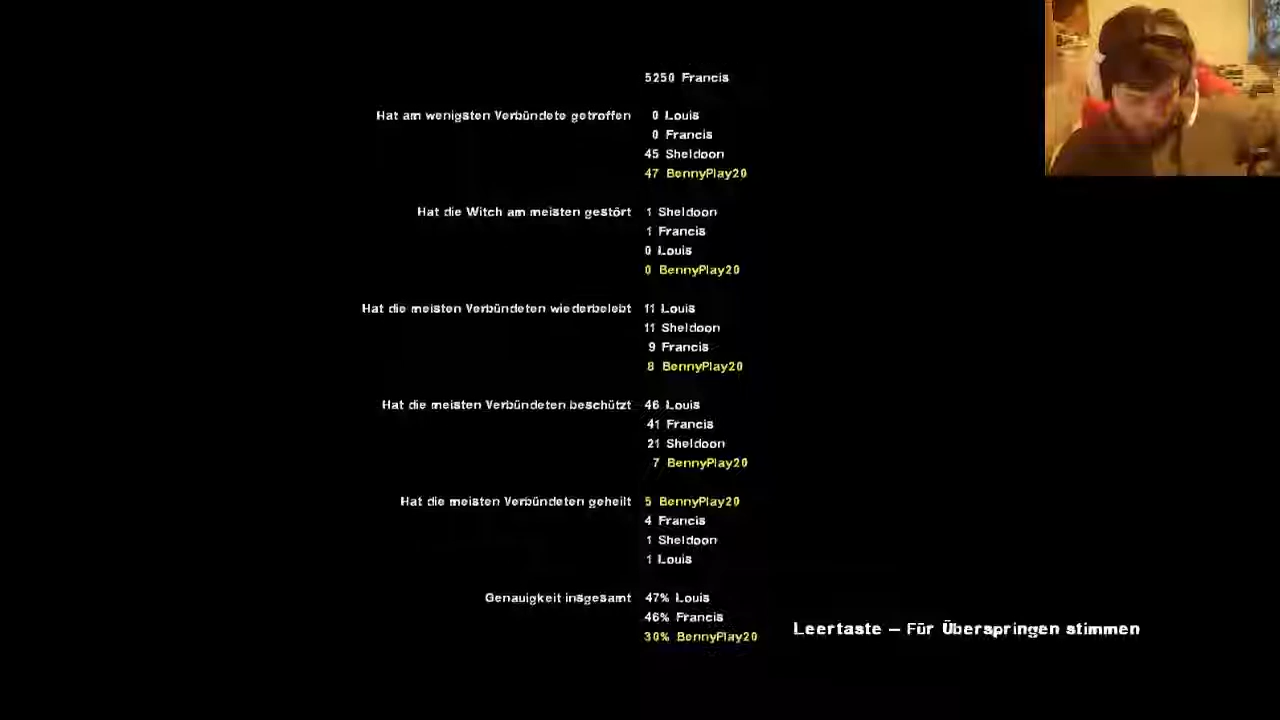 5250 Francis
Hat am wenigsten Verbündete getroffen 0 Louis
0 Francis
45 Sheldoon
47 BennyPlay20
Hat die Witch am meisten gestört 1 Sheldoon
1 Francis
0 Louis
0 BennyPlay20
Hat die meisten Verbündeten wiederbelebt 11 Louis
11 Sheldoon
9 Francis
8 BennyPlay20
Hat die meisten Verbündeten beschützt 46 Louis
41 Francis
21 Sheldoon
7 BennyPlay20
Hat die meisten Verbündeten geheilt 5 BennyPlay20
4 Francis
1 Sheldoon
1 Louis
Genauigkeit insgesamt 47% Louis
46% Francis
30% BennyPlay20
Leertaste – Für Überspringen stimmen